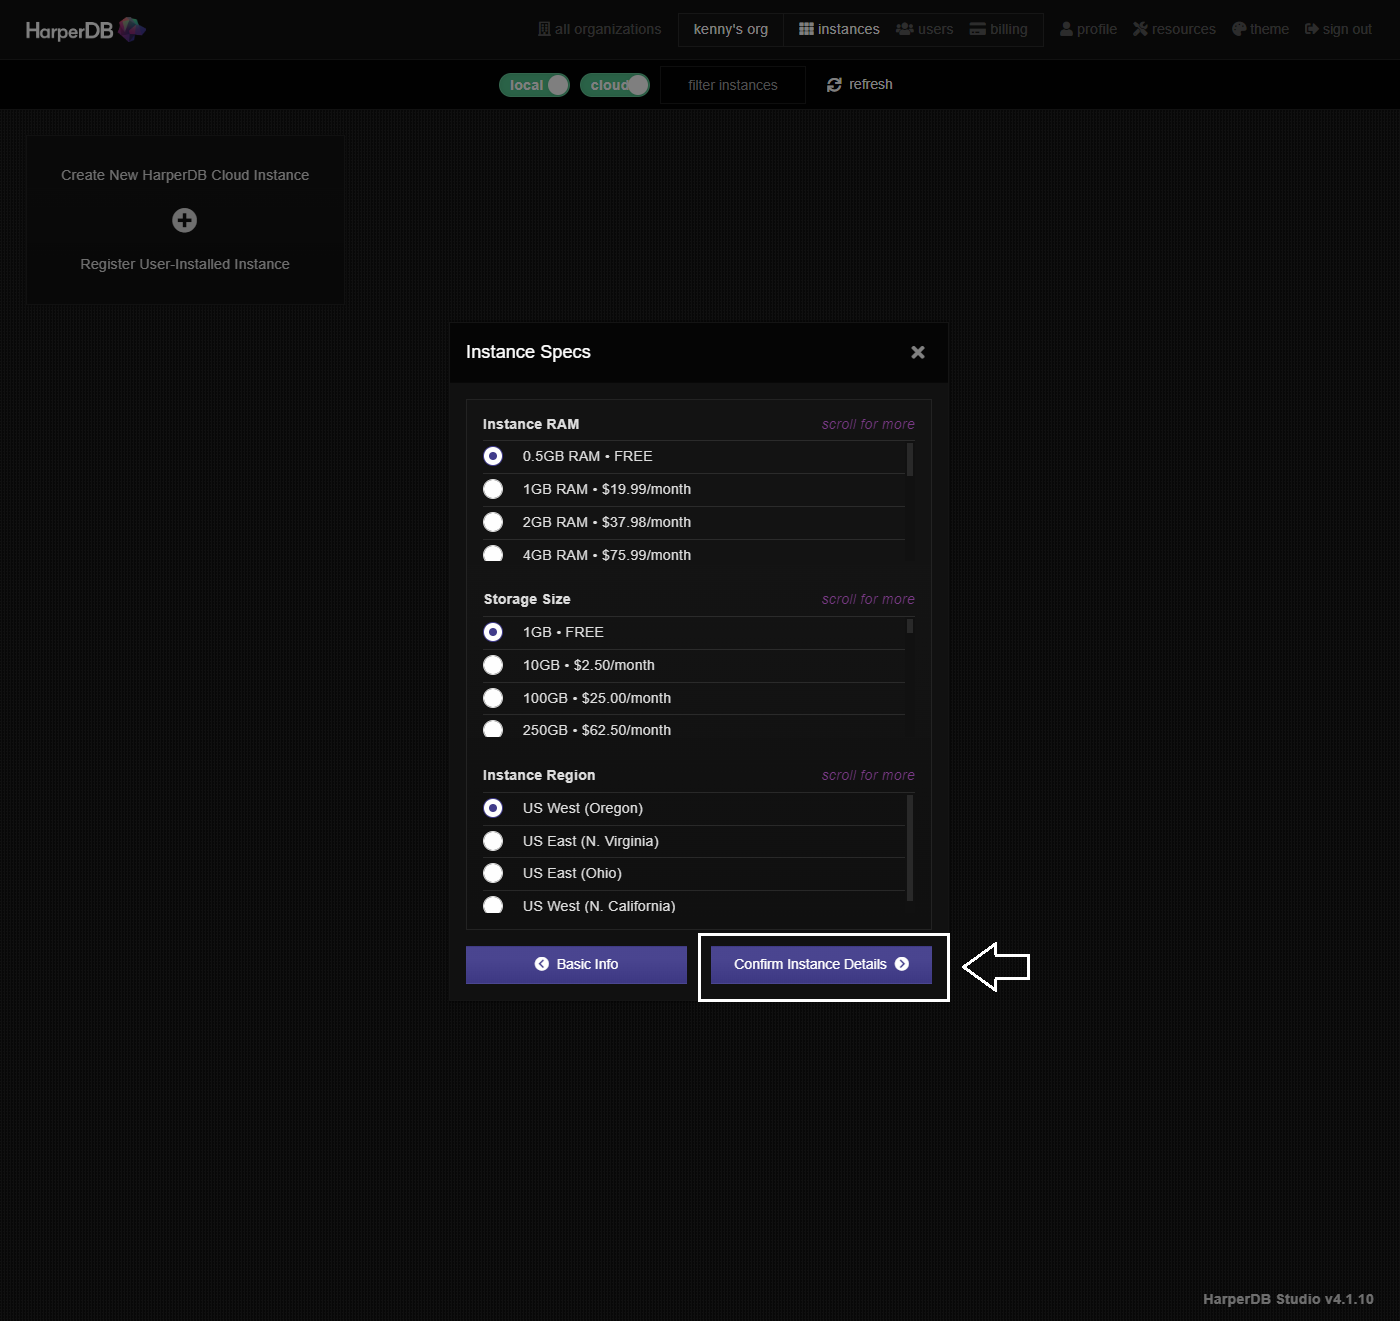 HarperDB
all organizations kenny's org instances users billing profile resources theme sign out
local cloud filter instances refresh
Create New HarperDB Cloud Instance
Register User-Installed Instance
Instance Specs
Instance RAM scroll for more
0.5GB RAM • FREE
1GB RAM • $19.99/month
2GB RAM • $37.98/month
4GB RAM • $75.99/month
Storage Size scroll for more
1GB • FREE
10GB • $2.50/month
100GB • $25.00/month
250GB • $62.50/month
Instance Region scroll for more
US West (Oregon)
US East (N. Virginia)
US East (Ohio)
US West (N. California)
Basic Info Confirm Instance Details
HarperDB Studio v4.1.10